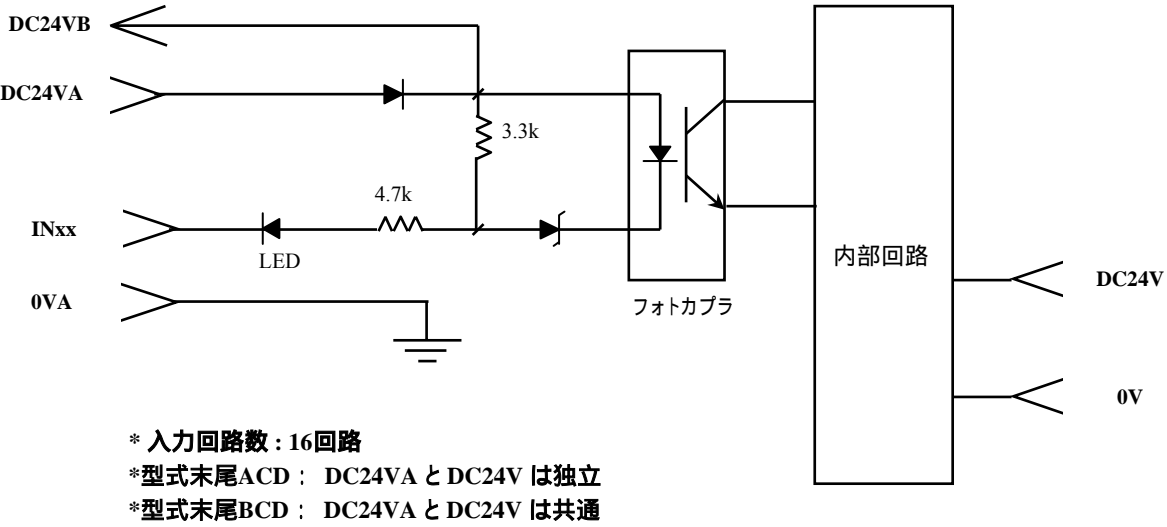 DC24VB
DC24VA
3.3k
4.7k
INxx
LED
内部回路
DC24V
0VA
フォトカプラ
0V
* 入力回路数 : 16回路
*型式末尾ACD： DC24VA と DC24V は独立
*型式末尾BCD： DC24VA と DC24V は共通